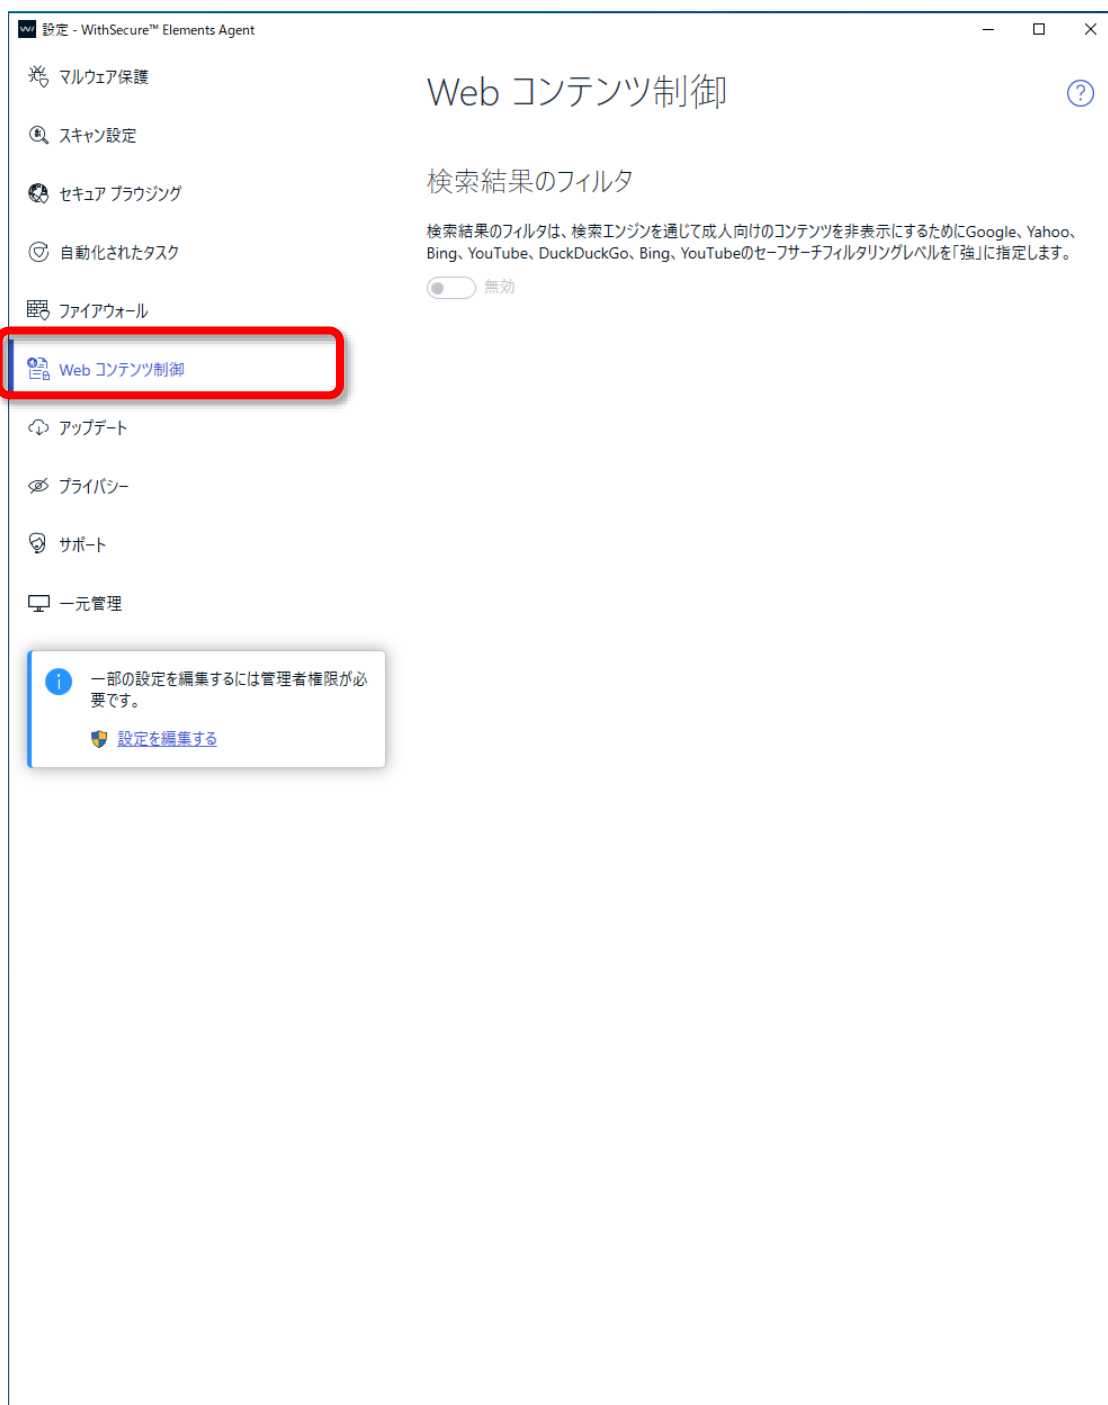 設定 - WithSecure™ Elements Agent
マルウェア保護
スキャン設定
セキュア ブラウジング
自動化されたタスク
ファイアウォール
Web コンテンツ制御
アップデート
プライバシー
サポート
一元管理
一部の設定を編集するには管理者権限が必
要です。
設定を編集する
Web コンテンツ制御
?
検索結果のフィルタ
検索結果のフィルタは、検索エンジンを通じて成人向けのコンテンツを非表示にするためにGoogle、Yahoo、
Bing、YouTube、DuckDuckGo、Bing、YouTubeのセーフサーチフィルタリングレベルを「強」に指定します。
無効